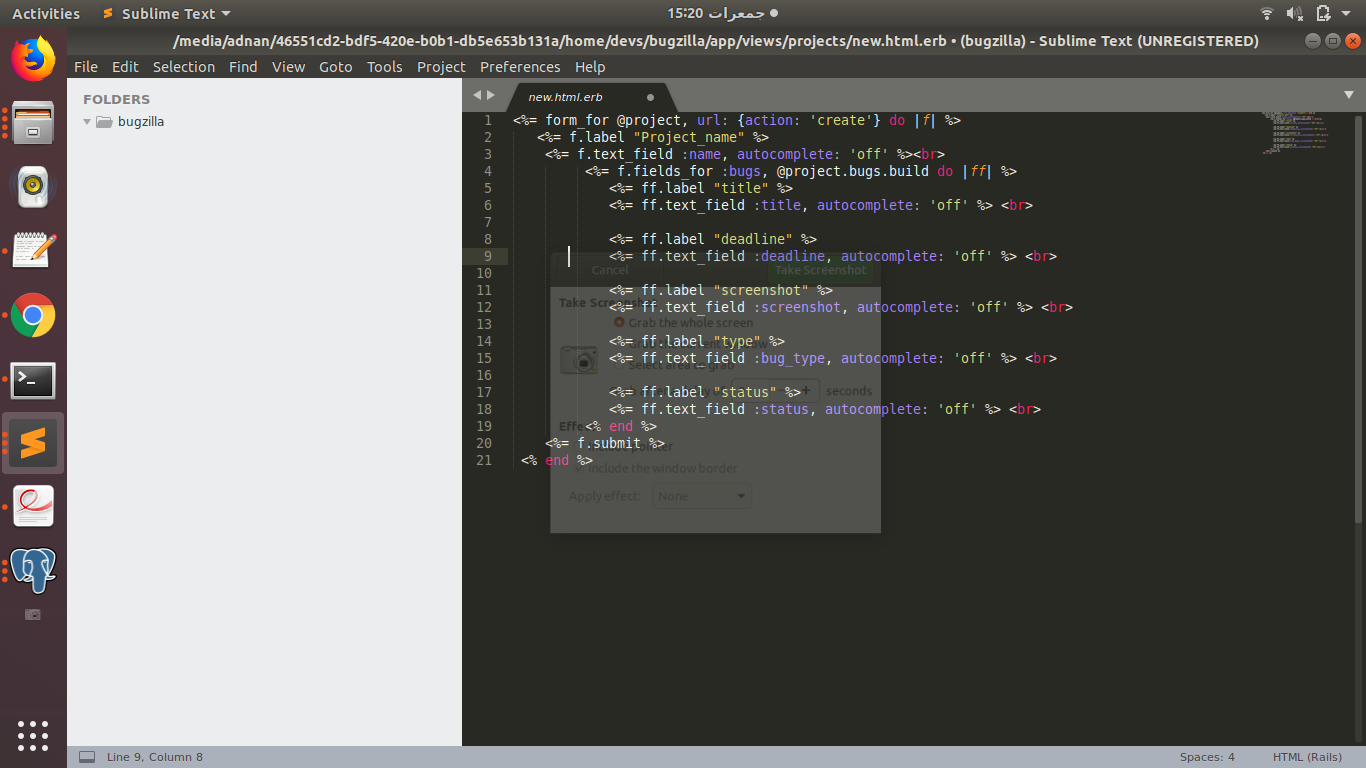 Activities
Sublime Text
15:20 جمعرات
/media/adnan/46551cd2-bdf5-420e-b0b1-db5e653b131a/home/devs/bugzilla/app/views/projects/new.html.erb • (bugzilla) - Sublime Text (UNREGISTERED)
File Edit Selection Find View Goto Tools Project Preferences Help
FOLDERS
bugzilla
new.html.erb
1 <%= form_for @project, url: {action: 'create'} do |f| %>
2 <%= f.label "Project_name" %>
3 <%= f.text_field :name, autocomplete: 'off' %><br>
4 <%= f.fields_for :bugs, @project.bugs.build do |ff| %>
5 <%= ff.label "title" %>
6 <%= ff.text_field :title, autocomplete: 'off' %> <br>
7
8 <%= ff.label "deadline" %>
9 <%= ff.text_field :deadline, autocomplete: 'off' %> <br>
10
11 <%= ff.label "screenshot" %>
12 <%= ff.text_field :screenshot, autocomplete: 'off' %> <br>
13
14 <%= ff.label "type" %>
15 <%= ff.text_field :bug_type, autocomplete: 'off' %> <br>
16
17 <%= ff.label "status" %>
18 <%= ff.text_field :status, autocomplete: 'off' %> <br>
19 <% end %>
20 <%= f.submit %>
21 <% end %>
Cancel
Take Screenshot
Take Screenshot
Grab the whole screen
Select area to grab
seconds
Include pointer
Include the window border
Apply effect: None
Line 9, Column 8
Spaces: 4
HTML (Rails)